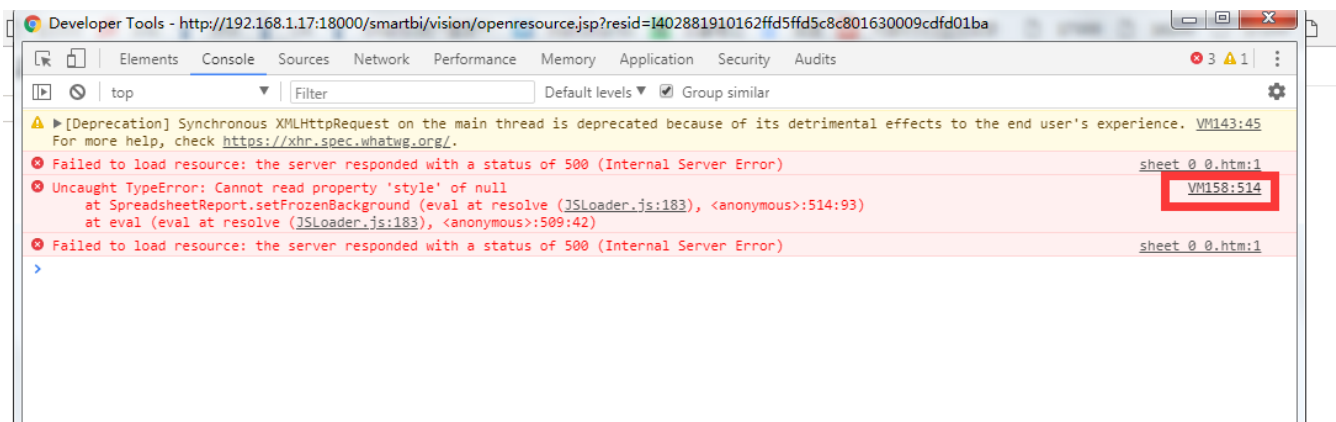 Developer Tools - http://192.168.1.17:18000/smartbi/vision/openresource.jsp?resid=I402881910162ffd5ffd5c8c801630009cdfd01ba
Elements Console Sources Network Performance Memory Application Security Audits 3 1
top Filter Default levels Group similar
[Deprecation] Synchronous XMLHttpRequest on the main thread is deprecated because of its detrimental effects to the end user's experience. VM143:45
For more help, check https://xhr.spec.whatwg.org/.
Failed to load resource: the server responded with a status of 500 (Internal Server Error) sheet_0_0.htm:1
Uncaught TypeError: Cannot read property 'style' of null VM158:514
at SpreadsheetReport.setFrozenBackground (eval at resolve (JSLoader.js:183), <anonymous>:514:93)
at eval (eval at resolve (JSLoader.js:183), <anonymous>:509:42)
Failed to load resource: the server responded with a status of 500 (Internal Server Error) sheet_0_0.htm:1